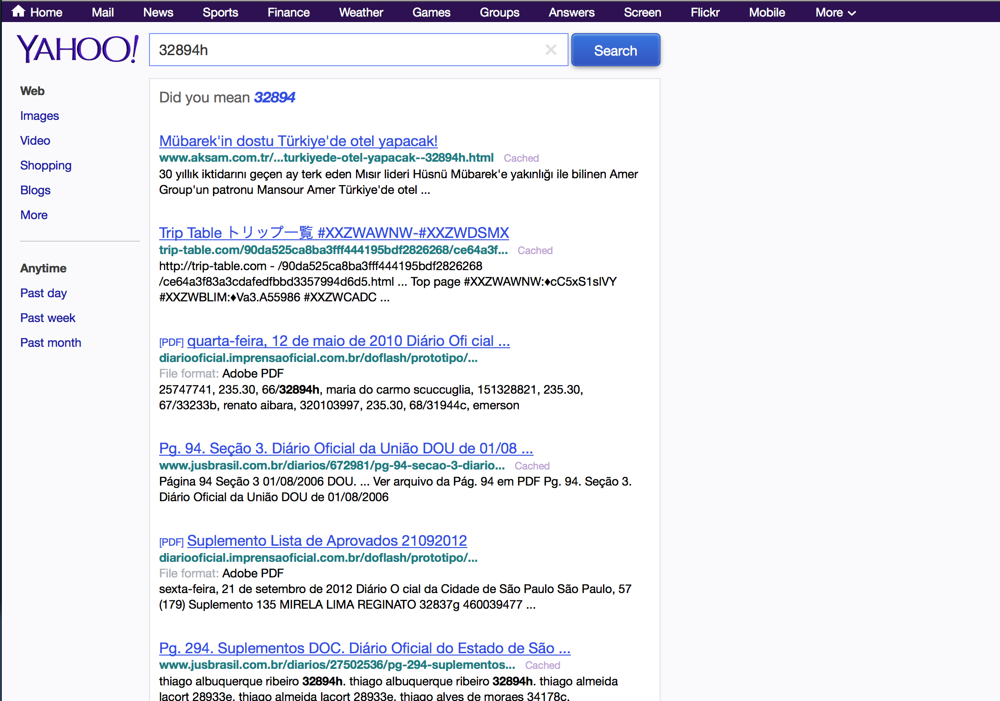 Home Mail News Sports Finance Weather Games Groups Answers Screen Flickr Mobile More
YAHOO!
32894h
Search
Web
Images
Video
Shopping
Blogs
More
Anytime
Past day
Past week
Past month
Did you mean 32894
Mübarek'in dostu Türkiye'de otel yapacak!
www.aksam.com.tr/...turkiyede-otel-yapacak--32894h.html Cached
30 yıllık iktidarını geçen ay terk eden Mısır lideri Hüsnü Mübarek'e yakınlığı ile bilinen Amer
Group'un patronu Mansour Amer Türkiye'de otel ...
Trip Table トリップ一覧 #XXZWAWNW-#XXZWDSMX
trip-table.com/90da525ca8ba3fff444195bdf2826268/ce64a3f... Cached
http://trip-table.com - /90da525ca8ba3fff444195bdf2826268
/ce64a3f83a3cdafedfbbd3357994d6d5.html ... Top page #XXZWAWNW:♦cC5xS1slVY
#XXZWBLIM:♦Va3.A55986 #XXZWCADC ...
[PDF] quarta-feira, 12 de maio de 2010 Diário Ofi cial ...
diariooficial.imprensaoficial.com.br/doflash/prototipo/...
File format: Adobe PDF
25747741, 235.30, 66/32894h, maria do carmo scuccuglia, 151328821, 235.30,
67/33233b, renato aibara, 320103997, 235.30, 68/31944c, emerson
Pg. 94. Seção 3. Diário Oficial da União DOU de 01/08 ...
www.jusbrasil.com.br/diarios/672981/pg-94-secao-3-diario... Cached
Página 94 Seção 3 01/08/2006 DOU. ... Ver arquivo da Pág. 94 em PDF Pg. 94. Seção 3.
Diário Oficial da União DOU de 01/08/2006
[PDF] Suplemento Lista de Aprovados 21092012
diariooficial.imprensaoficial.com.br/doflash/prototipo/...
File format: Adobe PDF
sexta-feira, 21 de setembro de 2012 Diário O cial da Cidade de São Paulo São Paulo, 57
(179) Suplemento 135 MIRELA LIMA REGINATO 32837g 460039477 ...
Pg. 294. Suplementos DOC. Diário Oficial do Estado de São ...
www.jusbrasil.com.br/diarios/27502536/pg-294-suplementos... Cached
thiago albuquerque ribeiro 32894h. thiago albuquerque ribeiro 32894h. thiago almeida
lacort 28933e. thiago almeida lacort 28933e. thiago alves de moraes 34178c.